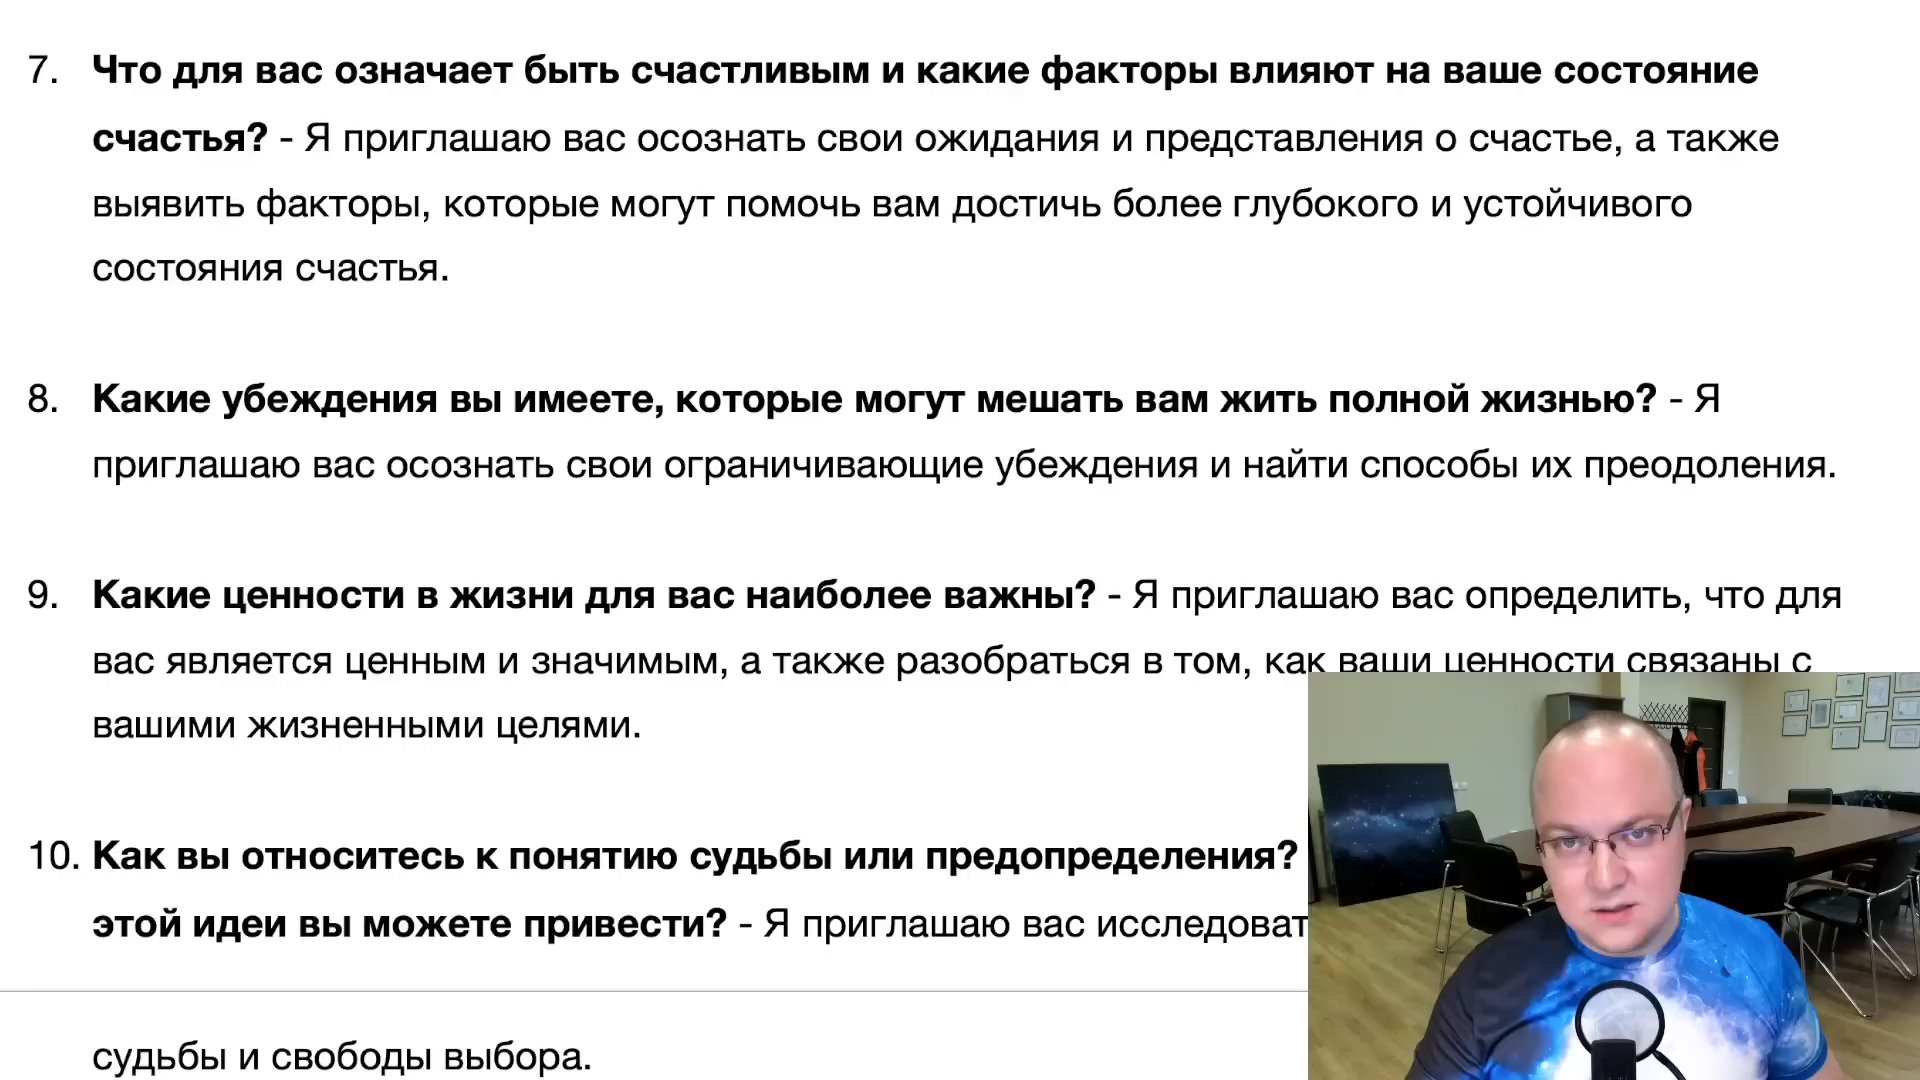 7. Что для вас означает быть счастливым и какие факторы влияют на ваше состояние
счастья? - Я приглашаю вас осознать свои ожидания и представления о счастье, а также
выявить факторы, которые могут помочь вам достичь более глубокого и устойчивого
состояния счастья.
8. Какие убеждения вы имеете, которые могут мешать вам жить полной жизнью? - Я
приглашаю вас осознать свои ограничивающие убеждения и найти способы их преодоления.
9. Какие ценности в жизни для вас наиболее важны? - Я приглашаю вас определить, что для
вас является ценным и значимым, а также разобраться в том, как ваши ценности связаны с
вашими жизненными целями.
10. Как вы относитесь к понятию судьбы или предопределения?
этой идеи вы можете привести? - Я приглашаю вас исследоват
судьбы и свободы выбора.